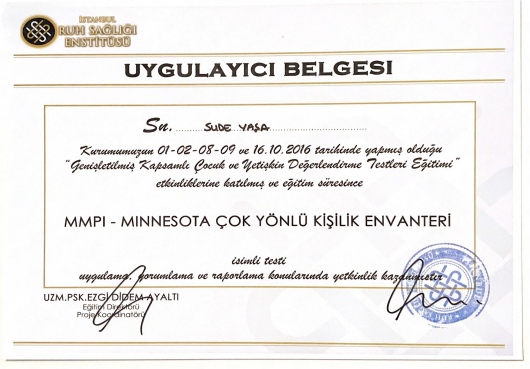 İSTANBUL
RUH SAĞLIĞI
ENSTİTÜSÜ
UYGULAYICI BELGESI
Sn. SUDE YAŞA
Kurumumuzun 01-02-08-09 ve 16.10.2016 tarihinde yapmış olduğu
"Genişletilmiş Kapsamlı Çocuk ve Yetişkin Değerlendirme Testleri Eğitimi"
etkinliklerine katılmış ve eğitim süresince
MMPI - MINNESOTA ÇOK YÖNLÜ KİŞİLİK ENVANTERİ
isimli testi
uygulama, yorumlama ve raporlama konularında yetkinlik kazanmıştır
UZM.PSK.EZGİ DİDEM AYALTI
Eğitim Direktörü
Proje Koordinatörü